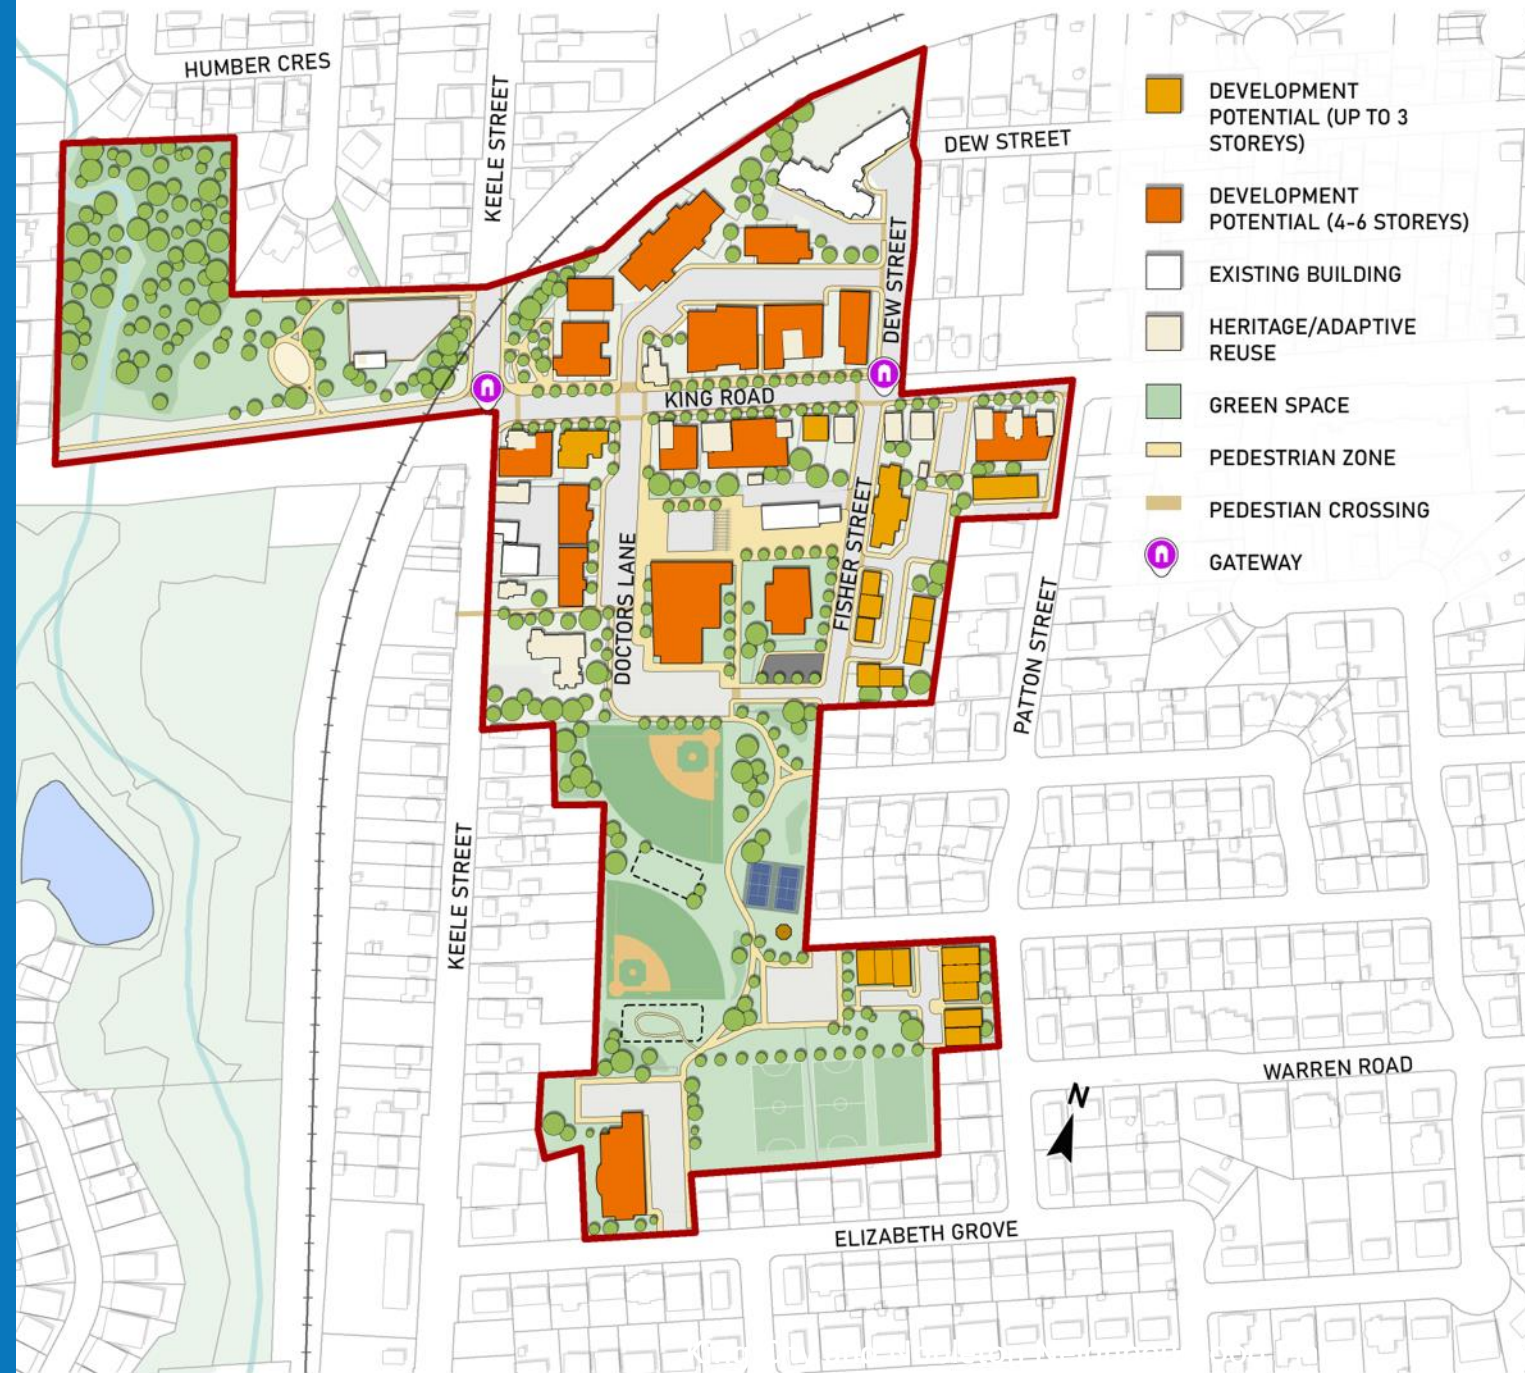 HUMBER CRES
KEELE STREET
DEW STREET
DEW STREET
KING ROAD
DOCTORS LANE
FISHER STREET
PATTON STREET
KEELE STREET
WARREN ROAD
N
ELIZABETH GROVE
DEVELOPMENT
POTENTIAL (UP TO 3
STOREYS)
DEVELOPMENT
POTENTIAL (4-6 STOREYS)
EXISTING BUILDING
HERITAGE/ADAPTIVE
REUSE
GREEN SPACE
PEDESTRIAN ZONE
PEDESTIAN CROSSING
GATEWAY